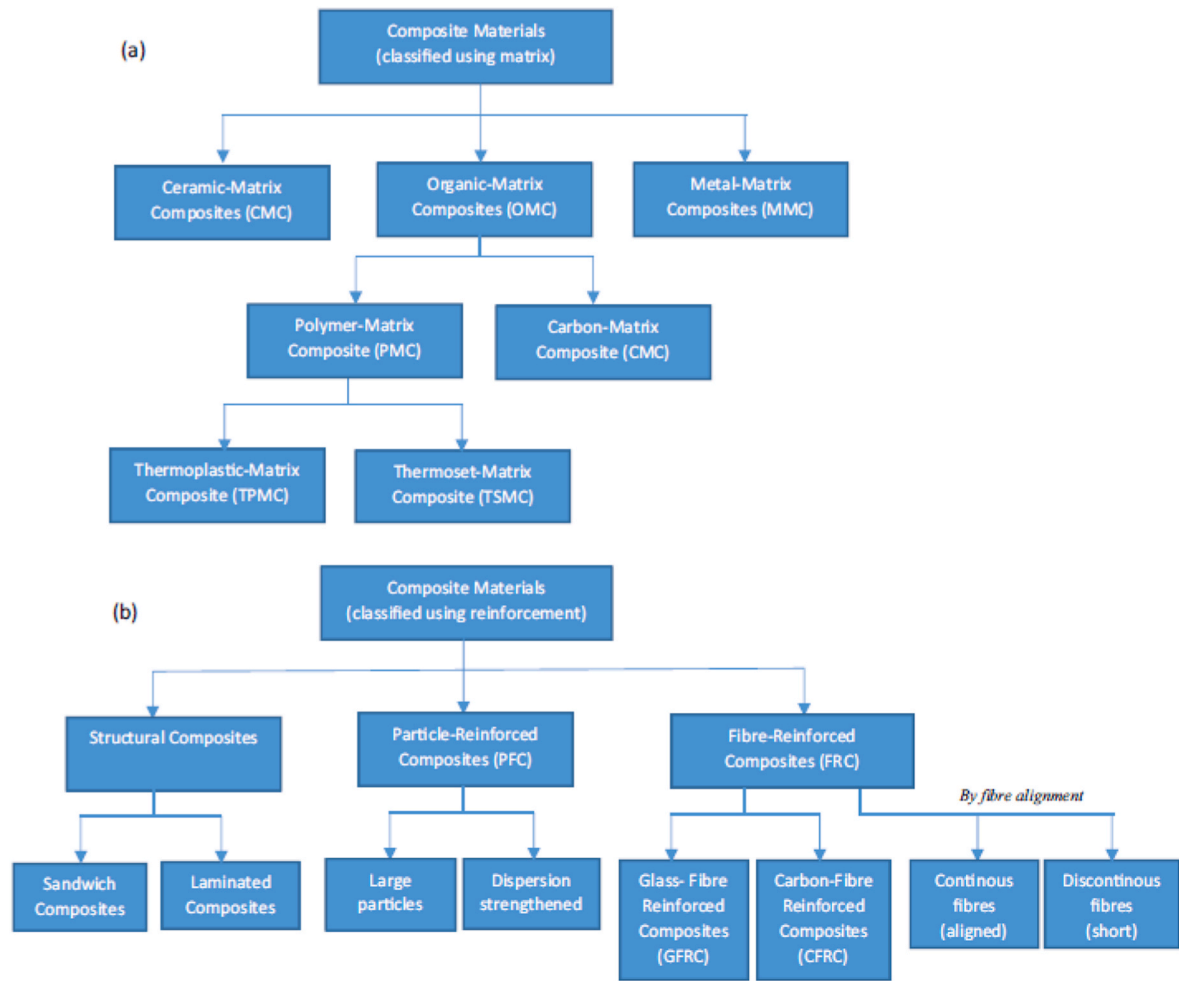 (a)
Composite Materials
(classified using matrix)
Ceramic-Matrix
Composites (CMC)
Organic-Matrix
Composites (OMC)
Metal-Matrix
Composites (MMC)
Polymer-Matrix
Composite (PMC)
Carbon-Matrix
Composite (CMC)
Thermoplastic-Matrix
Composite (TPMC)
Thermoset-Matrix
Composite (TSMC)
(b)
Composite Materials
(classified using reinforcement)
Structural Composites
Particle-Reinforced
Composites (PFC)
Fibre-Reinforced
Composites (FRC)
By fibre alignment
Sandwich
Composites
Laminated
Composites
Large
particles
Dispersion
strengthened
Glass- Fibre
Reinforced
Composites
(GFRC)
Carbon-Fibre
Reinforced
Composites
(CFRC)
Continous
fibres
(aligned)
Discontinous
fibres
(short)